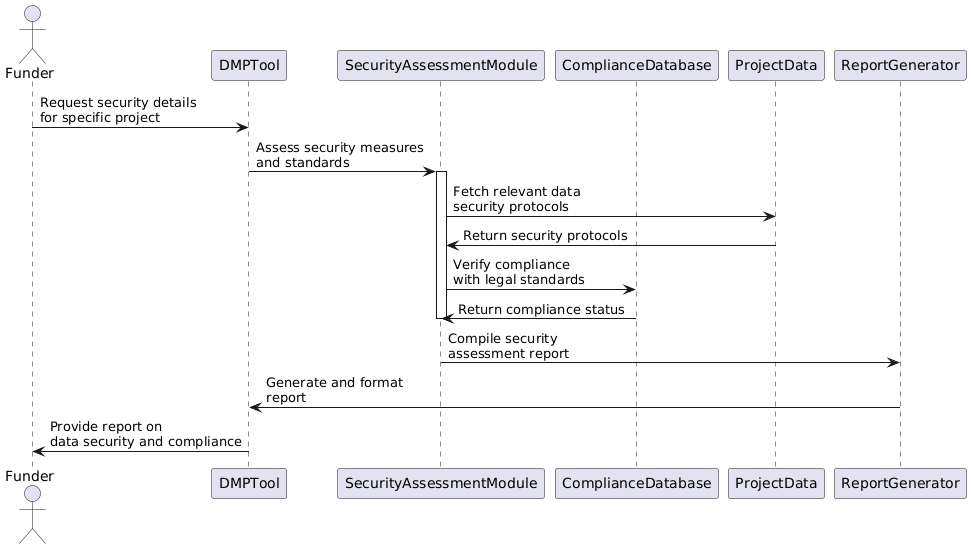 Funder
DMPTool
SecurityAssessmentModule
ComplianceDatabase
ProjectData
ReportGenerator
Request security details
for specific project
Assess security measures
and standards
Fetch relevant data
security protocols
Return security protocols
Verify compliance
with legal standards
Return compliance status
Compile security
assessment report
Generate and format
report
Provide report on
data security and compliance
Funder
DMPTool
SecurityAssessmentModule
ComplianceDatabase
ProjectData
ReportGenerator